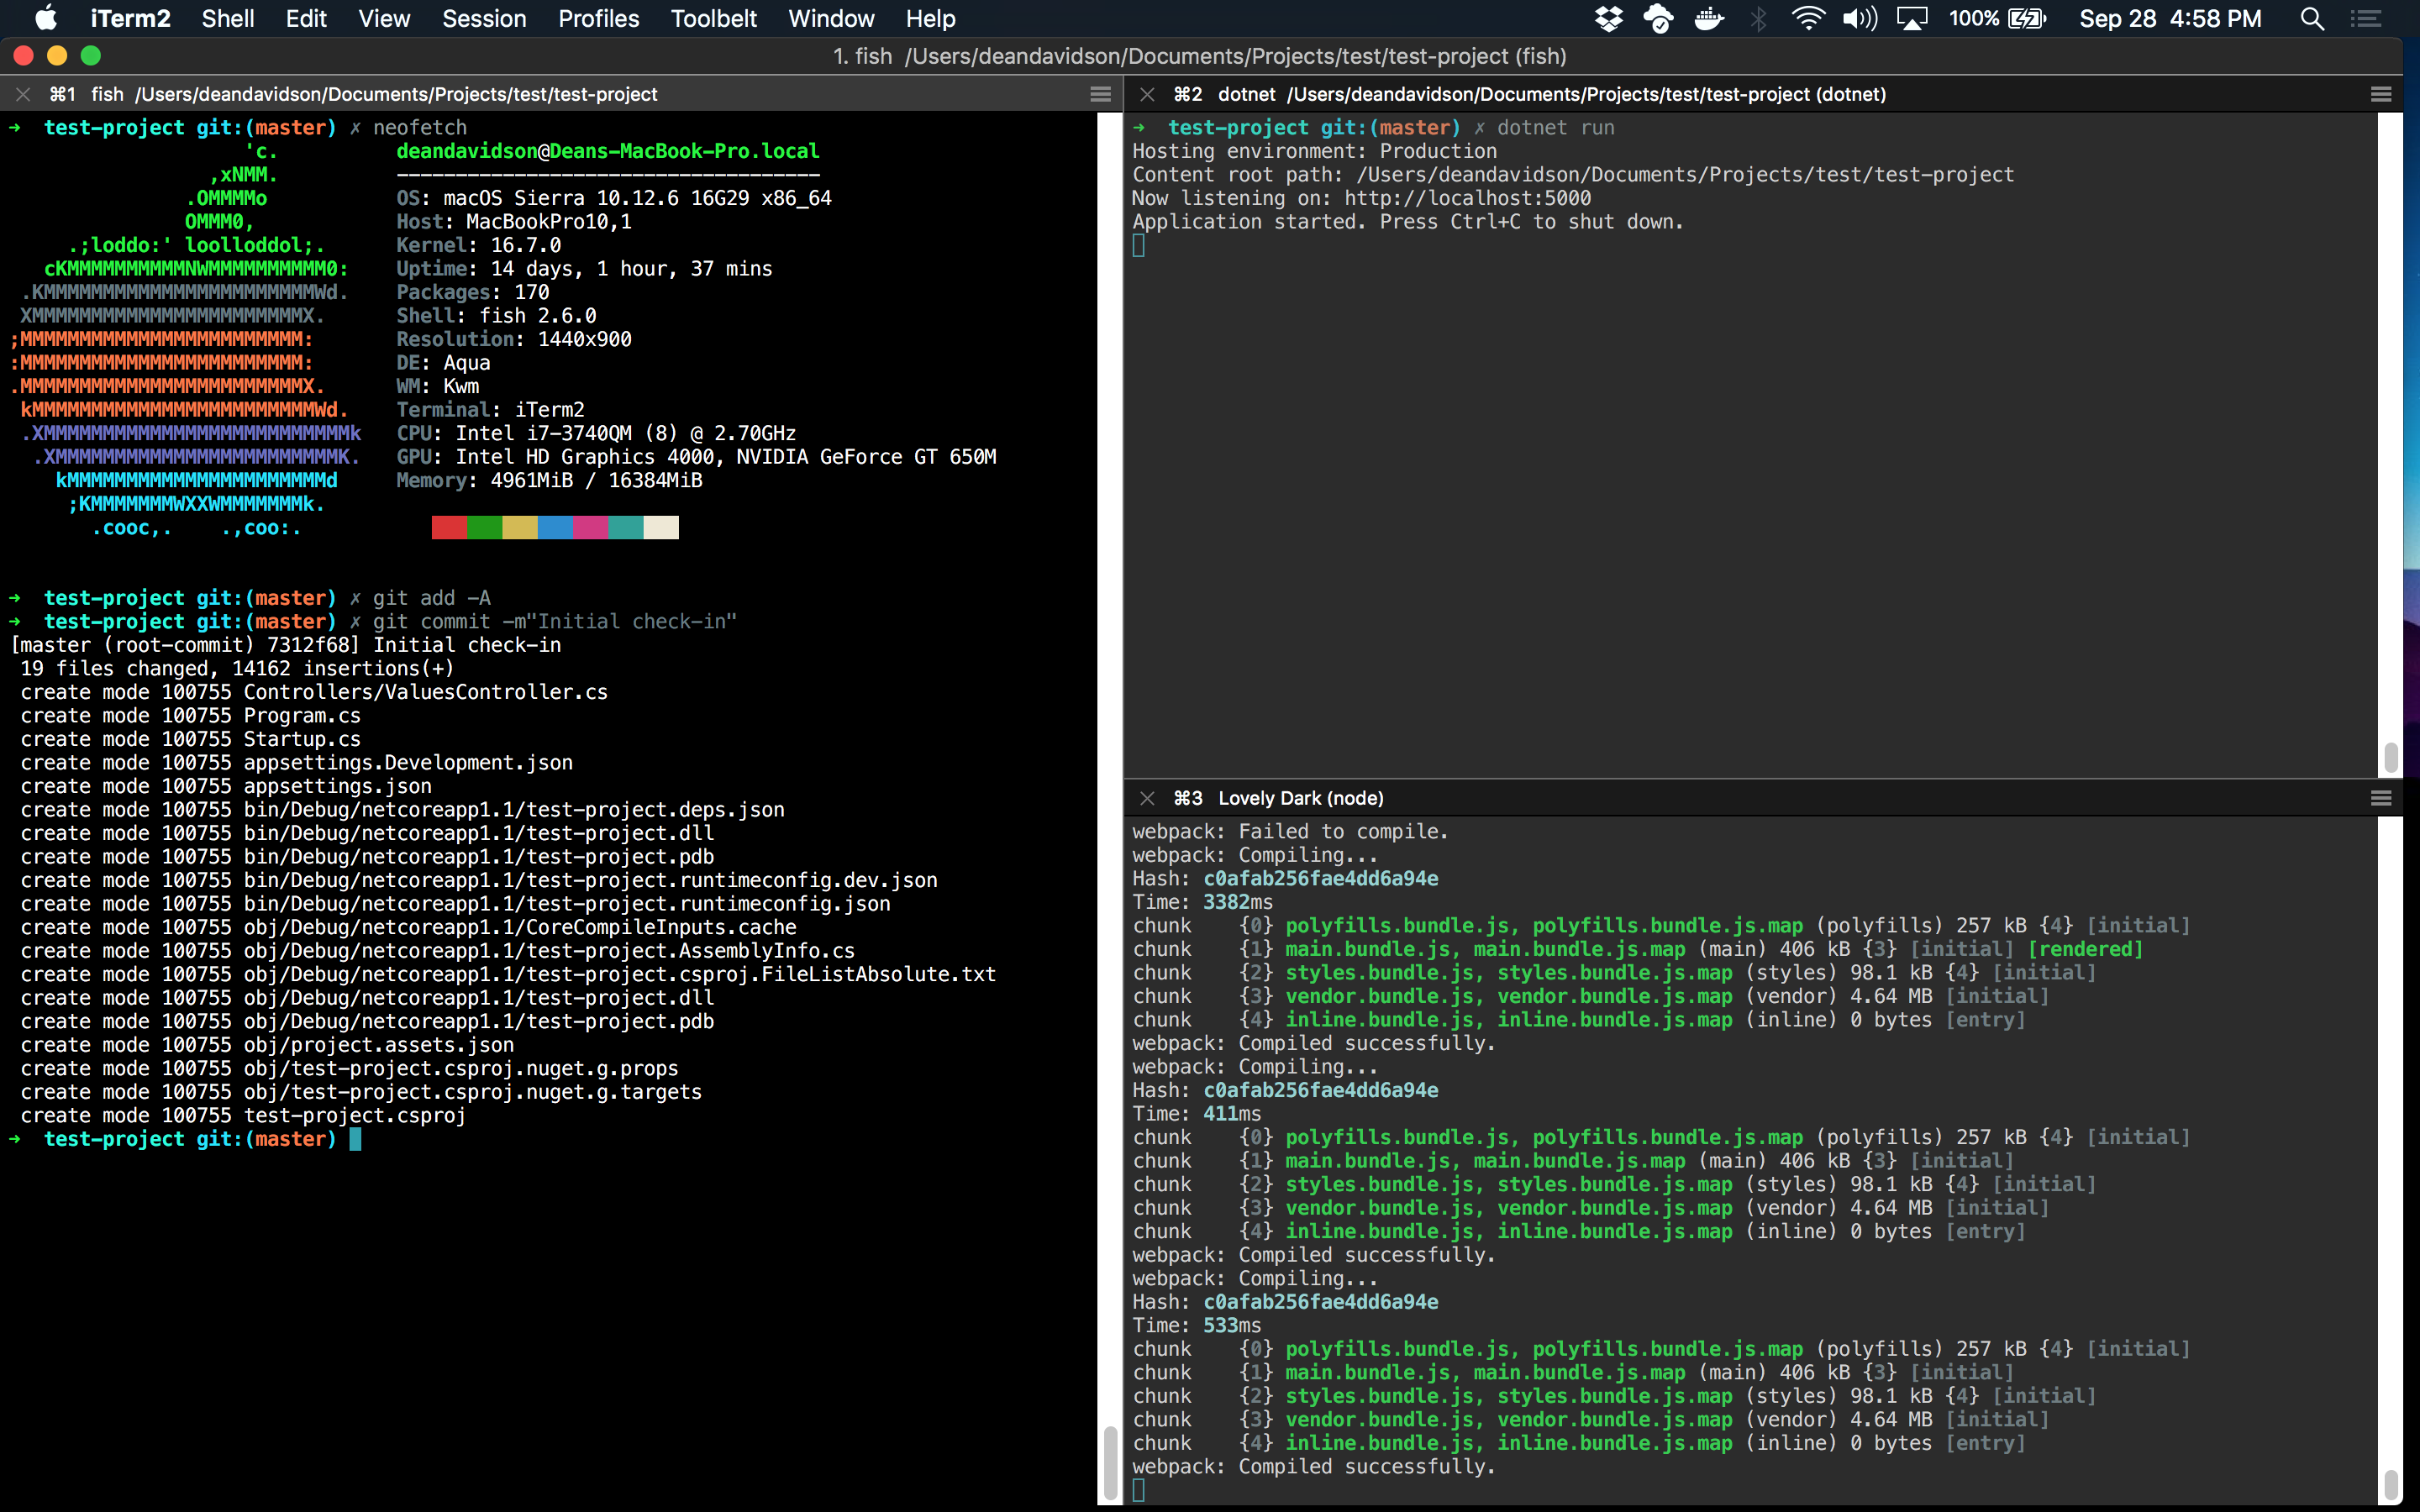 iTerm2 Shell Edit View Session Profiles Toolbelt Window Help 100% Sep 28 4:58 PM
1. fish /Users/deandavidson/Documents/Projects/test/test-project (fish)
⌘1 fish /Users/deandavidson/Documents/Projects/test/test-project
➜ test-project git:(master) ✗ neofetch
'c. deandavidson@Deans-MacBook-Pro.local
,xNMM. ------------------------------------
.OMMMMo OS: macOS Sierra 10.12.6 16G29 x86_64
OMMM0, Host: MacBookPro10,1
.;loddo:' loolloddol;. Kernel: 16.7.0
cKMMMMMMMMMMNWMMMMMMMMMM0: Uptime: 14 days, 1 hour, 37 mins
.KMMMMMMMMMMMMMMMMMMMMMMMWd. Packages: 170
XMMMMMMMMMMMMMMMMMMMMMMMX. Shell: fish 2.6.0
;MMMMMMMMMMMMMMMMMMMMMMMM: Resolution: 1440x900
:MMMMMMMMMMMMMMMMMMMMMMMM: DE: Aqua
.MMMMMMMMMMMMMMMMMMMMMMMMX. WM: Kwm
kMMMMMMMMMMMMMMMMMMMMMMMMWd. Terminal: iTerm2
.XMMMMMMMMMMMMMMMMMMMMMMMMMMk CPU: Intel i7-3740QM (8) @ 2.70GHz
.XMMMMMMMMMMMMMMMMMMMMMMMMK. GPU: Intel HD Graphics 4000, NVIDIA GeForce GT 650M
kMMMMMMMMMMMMMMMMMMMMMMd Memory: 4961MiB / 16384MiB
;KMMMMMMMWXXWMMMMMMMk.
.cooc,. .,coo:.
➜ test-project git:(master) ✗ git add -A
➜ test-project git:(master) ✗ git commit -m"Initial check-in"
[master (root-commit) 7312f68] Initial check-in
19 files changed, 14162 insertions(+)
create mode 100755 Controllers/ValuesController.cs
create mode 100755 Program.cs
create mode 100755 Startup.cs
create mode 100755 appsettings.Development.json
create mode 100755 appsettings.json
create mode 100755 bin/Debug/netcoreapp1.1/test-project.deps.json
create mode 100755 bin/Debug/netcoreapp1.1/test-project.dll
create mode 100755 bin/Debug/netcoreapp1.1/test-project.pdb
create mode 100755 bin/Debug/netcoreapp1.1/test-project.runtimeconfig.dev.json
create mode 100755 bin/Debug/netcoreapp1.1/test-project.runtimeconfig.json
create mode 100755 obj/Debug/netcoreapp1.1/CoreCompileInputs.cache
create mode 100755 obj/Debug/netcoreapp1.1/test-project.AssemblyInfo.cs
create mode 100755 obj/Debug/netcoreapp1.1/test-project.csproj.FileListAbsolute.txt
create mode 100755 obj/Debug/netcoreapp1.1/test-project.dll
create mode 100755 obj/Debug/netcoreapp1.1/test-project.pdb
create mode 100755 obj/project.assets.json
create mode 100755 obj/test-project.csproj.nuget.g.props
create mode 100755 obj/test-project.csproj.nuget.g.targets
create mode 100755 test-project.csproj
➜ test-project git:(master)
⌘2 dotnet /Users/deandavidson/Documents/Projects/test/test-project (dotnet)
➜ test-project git:(master) ✗ dotnet run
Hosting environment: Production
Content root path: /Users/deandavidson/Documents/Projects/test/test-project
Now listening on: http://localhost:5000
Application started. Press Ctrl+C to shut down.
⌘3 Lovely Dark (node)
webpack: Failed to compile.
webpack: Compiling...
Hash: c0afab256fae4dd6a94e
Time: 3382ms
chunk {0} polyfills.bundle.js, polyfills.bundle.js.map (polyfills) 257 kB {4} [initial]
chunk {1} main.bundle.js, main.bundle.js.map (main) 406 kB {3} [initial] [rendered]
chunk {2} styles.bundle.js, styles.bundle.js.map (styles) 98.1 kB {4} [initial]
chunk {3} vendor.bundle.js, vendor.bundle.js.map (vendor) 4.64 MB [initial]
chunk {4} inline.bundle.js, inline.bundle.js.map (inline) 0 bytes [entry]
webpack: Compiled successfully.
webpack: Compiling...
Hash: c0afab256fae4dd6a94e
Time: 411ms
chunk {0} polyfills.bundle.js, polyfills.bundle.js.map (polyfills) 257 kB {4} [initial]
chunk {1} main.bundle.js, main.bundle.js.map (main) 406 kB {3} [initial]
chunk {2} styles.bundle.js, styles.bundle.js.map (styles) 98.1 kB {4} [initial]
chunk {3} vendor.bundle.js, vendor.bundle.js.map (vendor) 4.64 MB [initial]
chunk {4} inline.bundle.js, inline.bundle.js.map (inline) 0 bytes [entry]
webpack: Compiled successfully.
webpack: Compiling...
Hash: c0afab256fae4dd6a94e
Time: 533ms
chunk {0} polyfills.bundle.js, polyfills.bundle.js.map (polyfills) 257 kB {4} [initial]
chunk {1} main.bundle.js, main.bundle.js.map (main) 406 kB {3} [initial]
chunk {2} styles.bundle.js, styles.bundle.js.map (styles) 98.1 kB {4} [initial]
chunk {3} vendor.bundle.js, vendor.bundle.js.map (vendor) 4.64 MB [initial]
chunk {4} inline.bundle.js, inline.bundle.js.map (inline) 0 bytes [entry]
webpack: Compiled successfully.